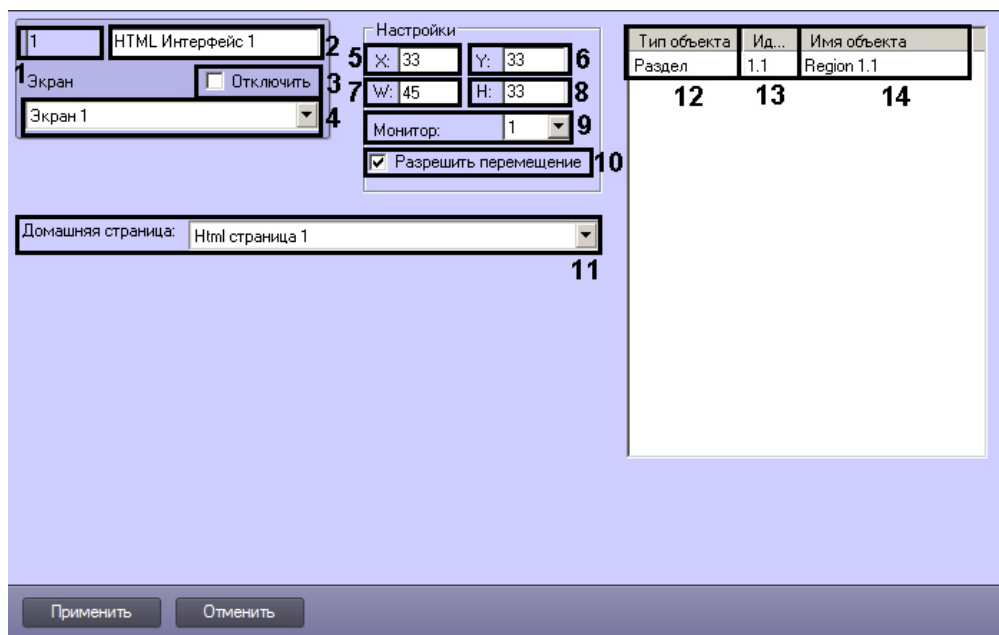 1 HTML Интерфейс 1 2
1 Экран Отключить 3
Экран 1 4
Настройки
5 X: 33 Y: 33 6
7 W: 45 H: 33 8
Монитор: 1 9
Разрешить перемещение 10
Домашняя страница: Html страница 1
11
Тип объекта Ид... Имя объекта
Раздел 1.1 Region 1.1
12 13 14
Применить Отменить